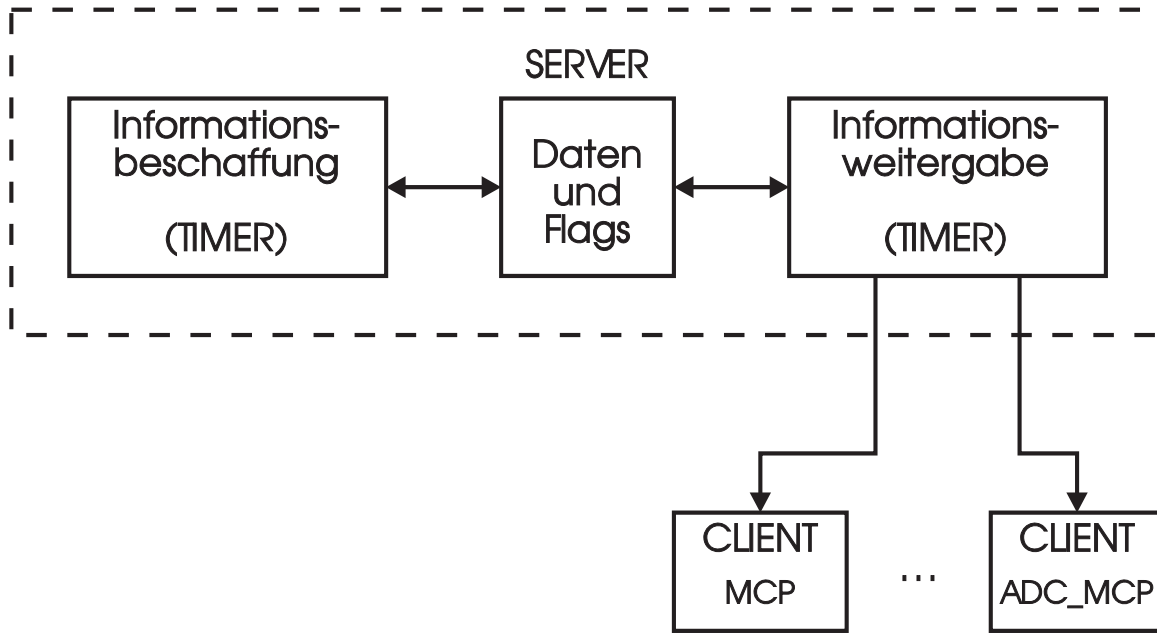 SERVER
Informations-
beschaffung
(TIMER)
Daten
und
Flags
Informations-
weitergabe
(TIMER)
CLIENT
MCP
...
CLIENT
ADC_MCP